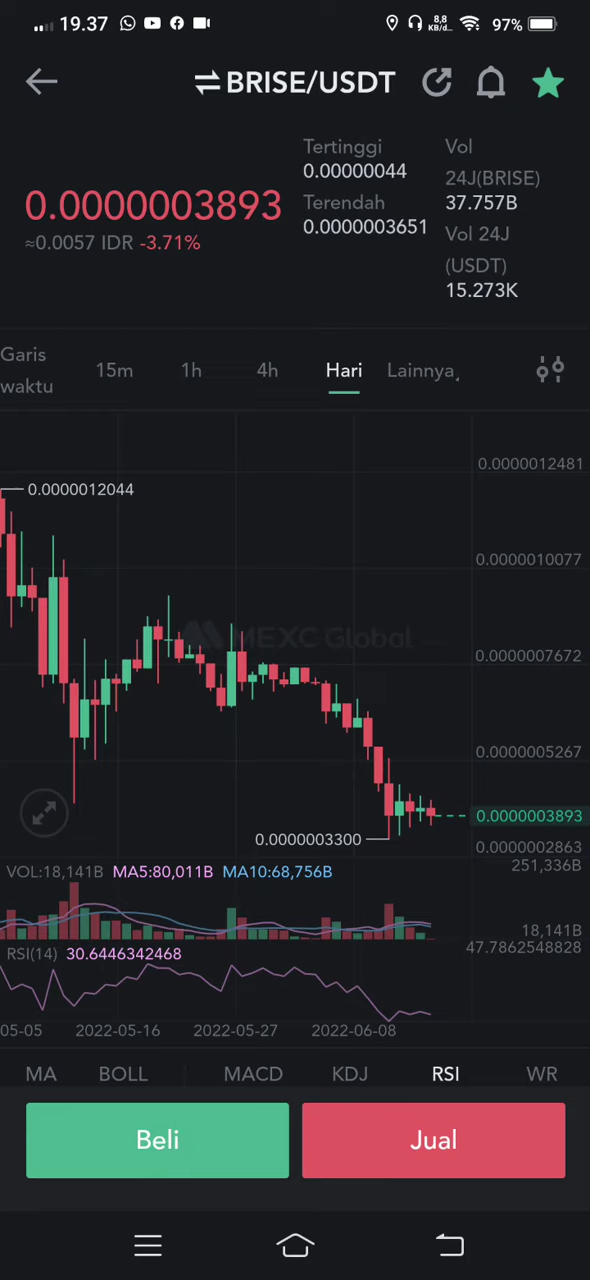 19.37
8,8
KB/d...
97%
BRISE/USDT
Tertinggi
0.00000044
Terendah
0.0000003651
Vol
24J(BRISE)
37.757B
Vol 24J
(USDT)
15.273K
0.0000003893
≈0.0057 IDR -3.71%
Garis
waktu
15m
1h
4h
Hari
Lainnya
0.0000012481
0.0000012044
0.0000010077
MEXC Global
0.0000007672
0.0000005267
0.0000003893
0.0000003300
0.0000002863
VOL:18,141B MA5:80,011B MA10:68,756B
251,336B
18,141B
RSI(14) 30.6446342468
47.7862548828
05-05
2022-05-16
2022-05-27
2022-06-08
MA
BOLL
MACD
KDJ
RSI
WR
Beli
Jual